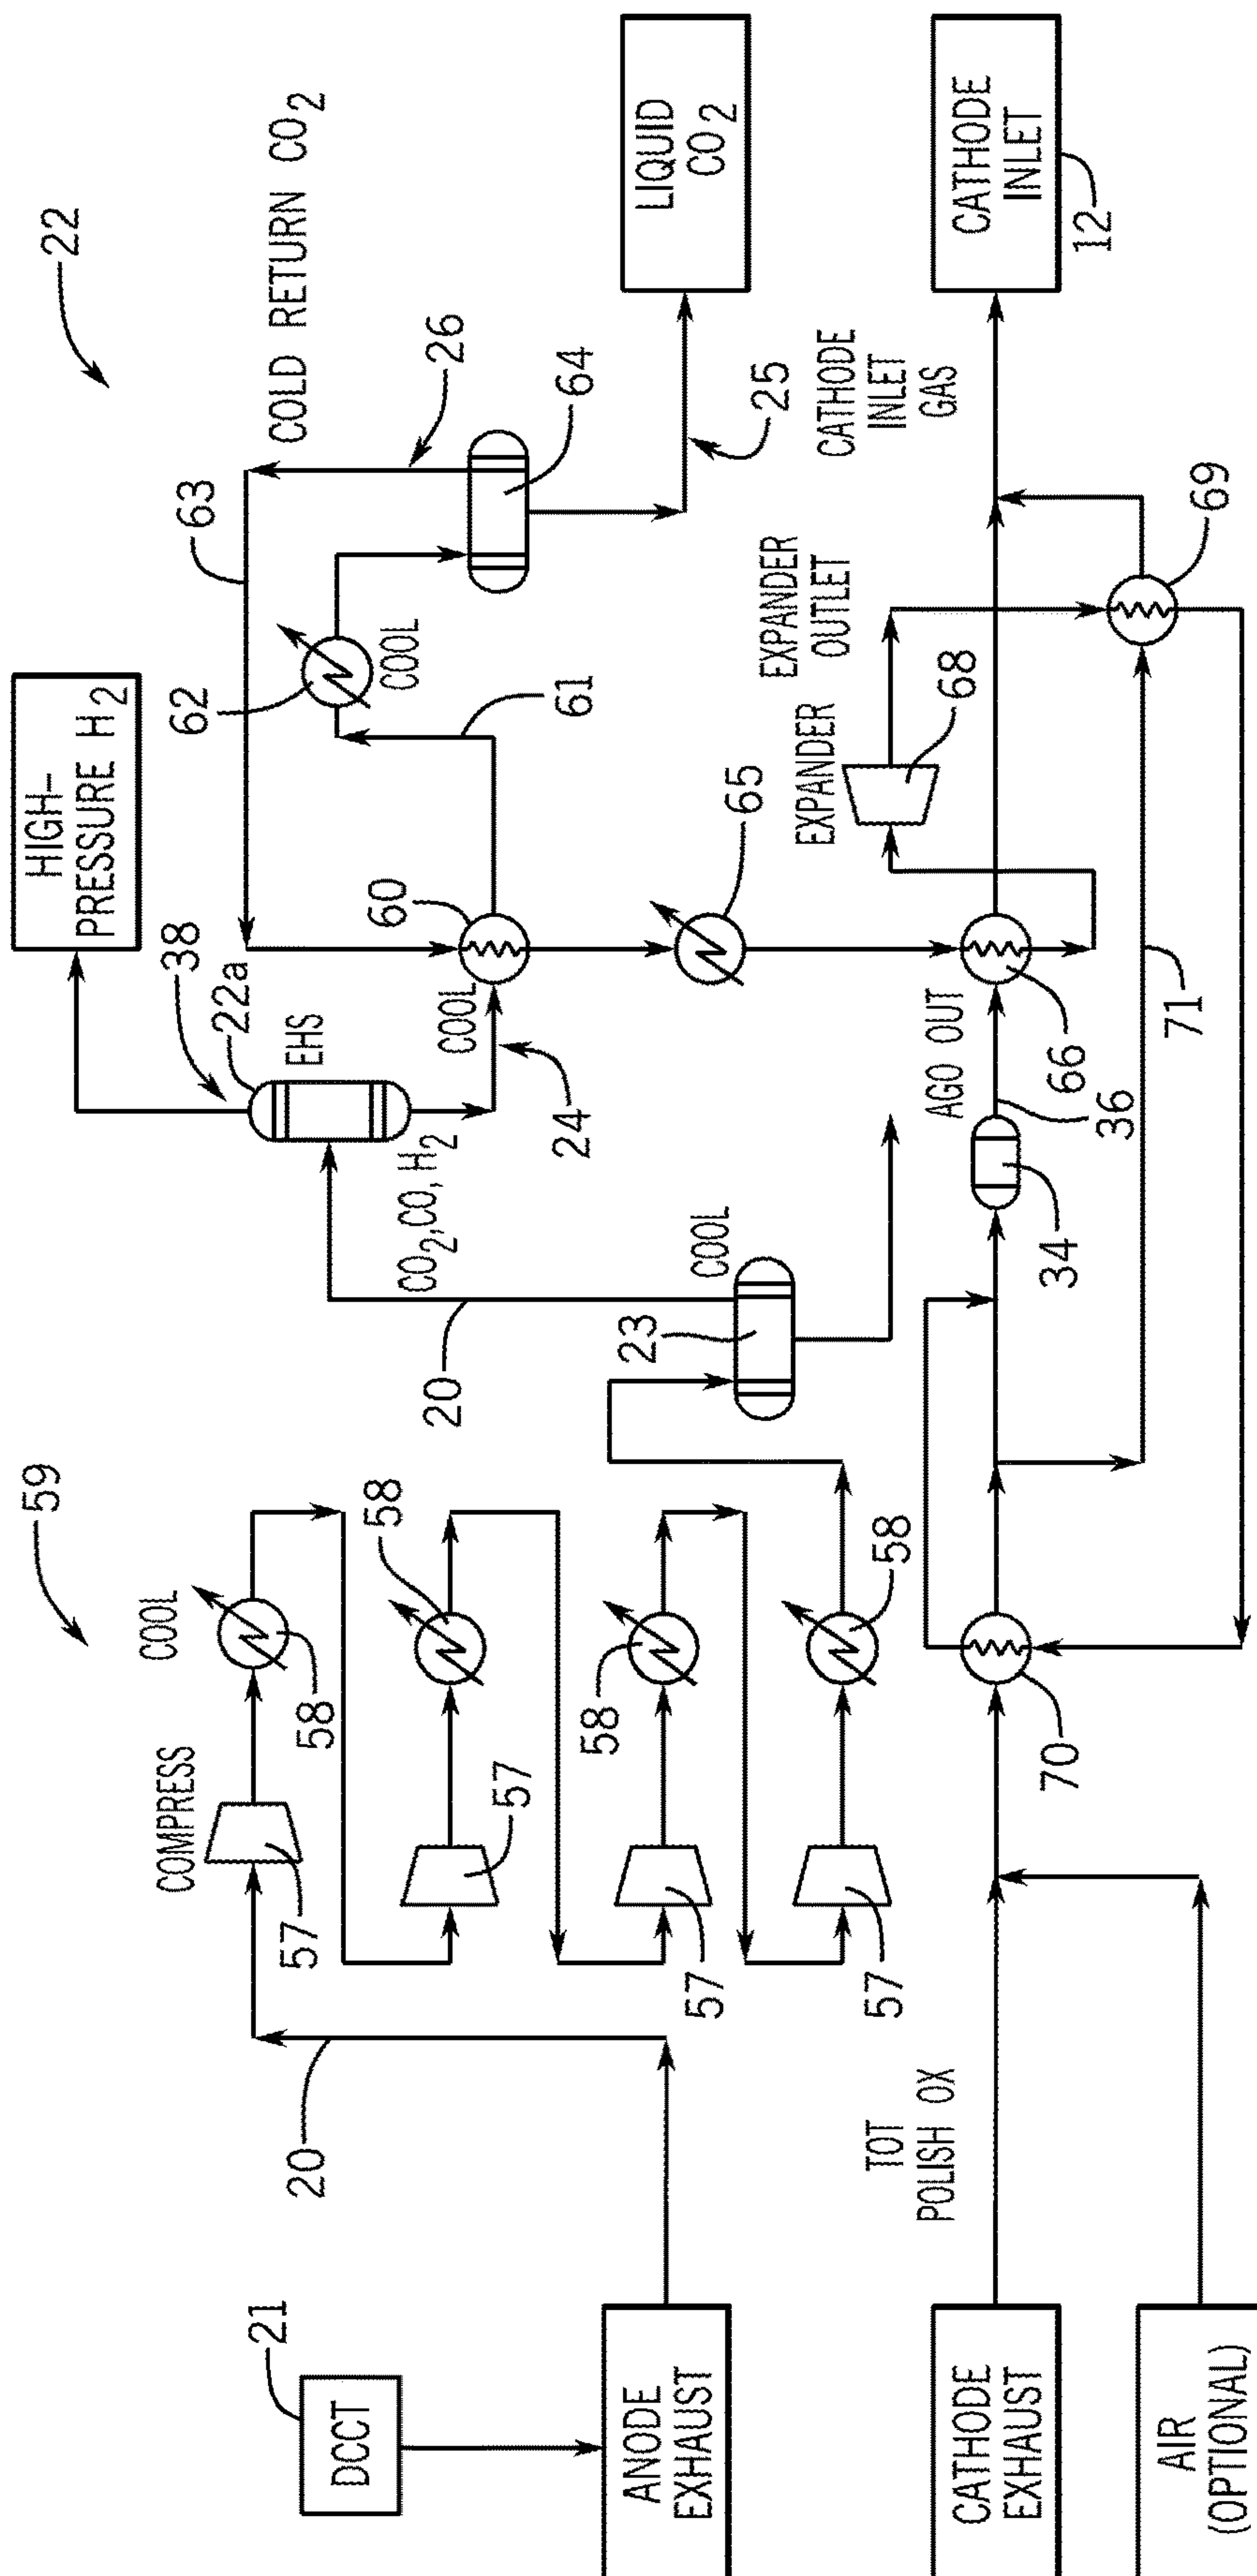 59
22
HIGH-
PRESSURE H2
COMPRESS
COOL
38
22a
62
63
COLD RETURN CO2
21
57
58
EHS
20
DCCT
58
60
COOL
26
CO2,CO, H2
20
COOL
57
24
61
64
58
23
LIQUID
CO2
ANODE
EXHAUST
57
COOL
65
25
EXPANDER
OUTLET
EXPANDER
CATHODE
INLET
GAS
57
58
TOT
POLISH OX
AGO OUT
68
CATHODE
EXHAUST
CATHODE
INLET
70
34
66
36
12
71
69
AIR
(OPTIONAL)